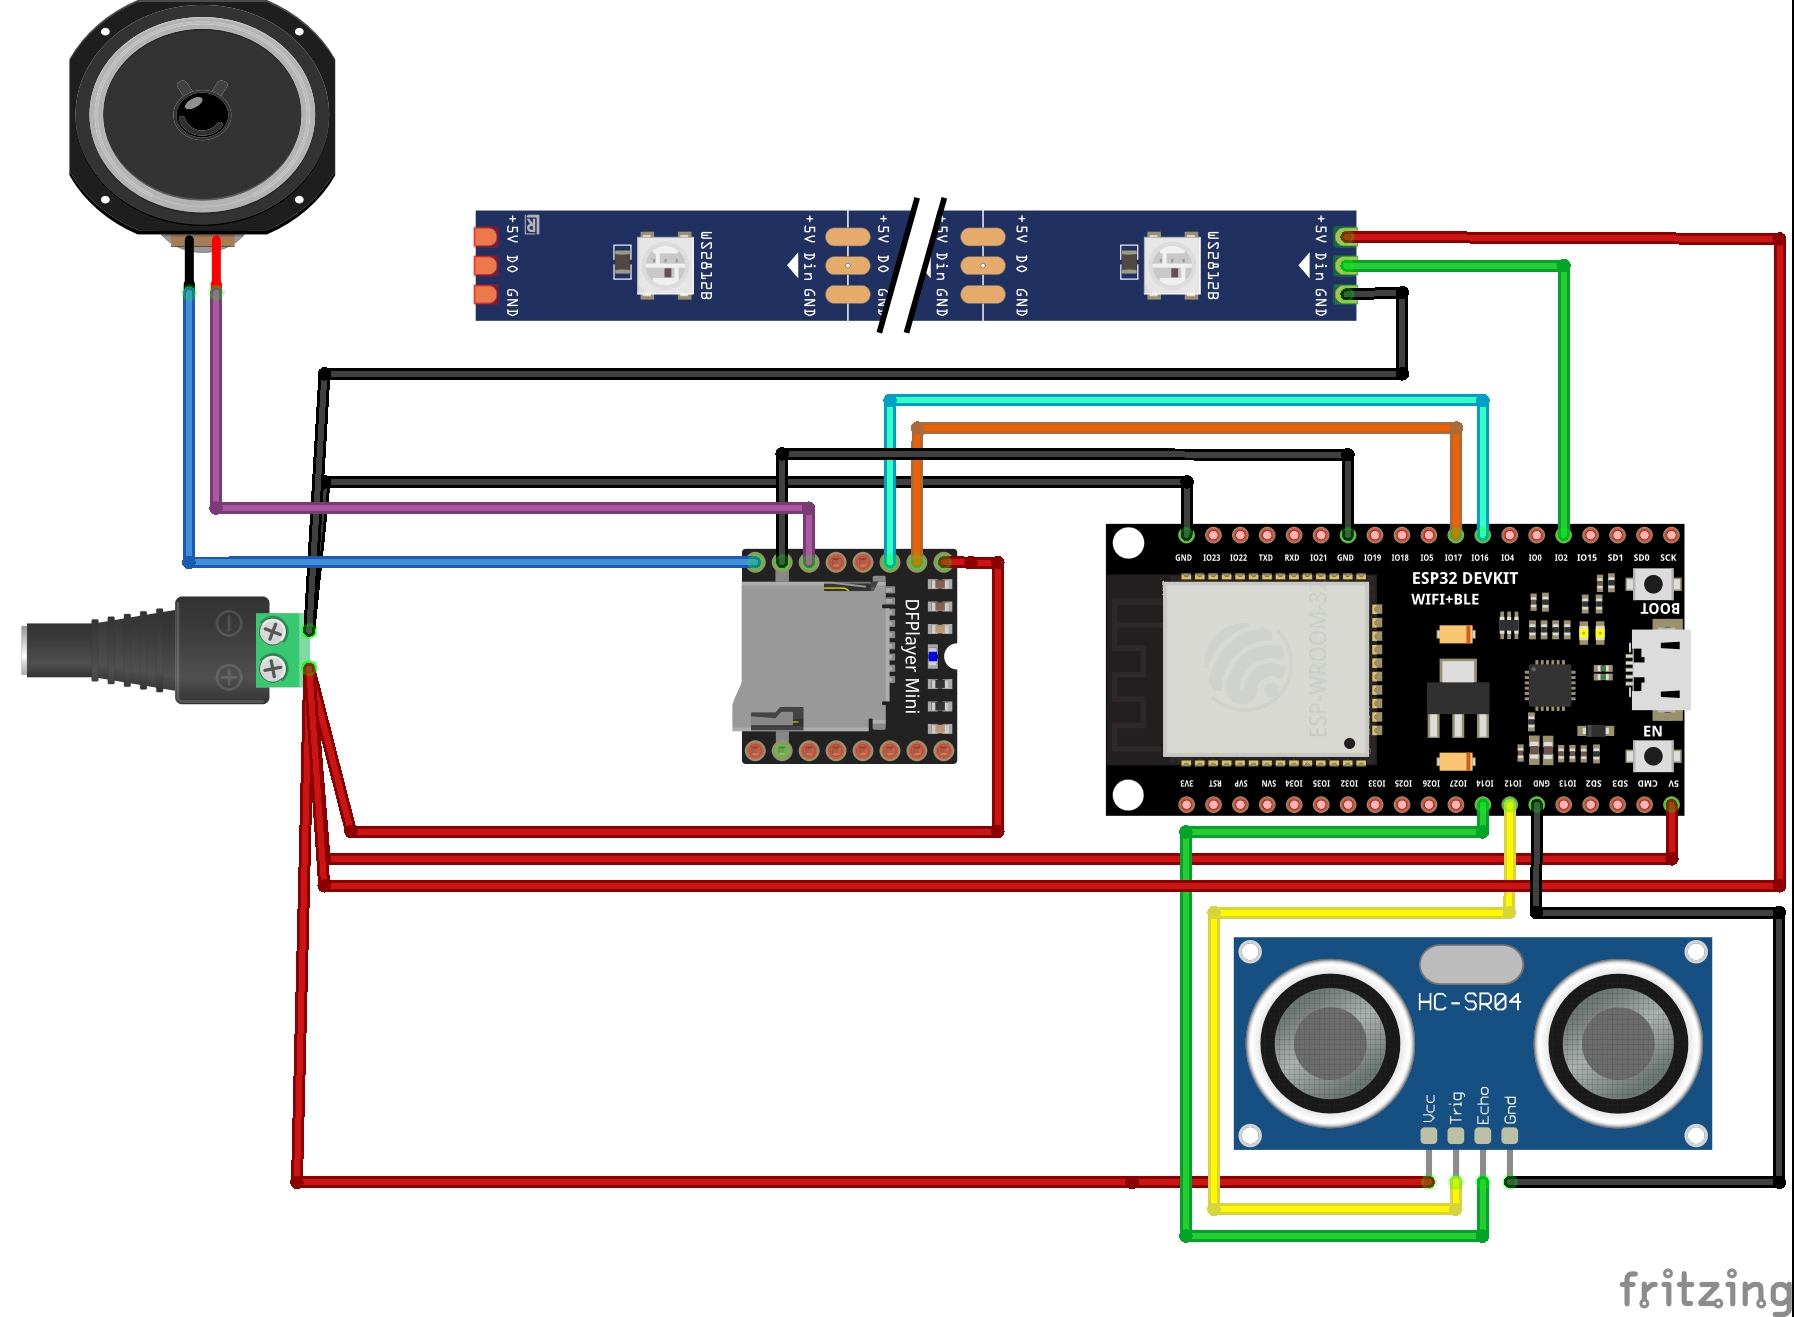 +5V DO GND
R
WS2812B
+5V Din GND
+5V DO GND
+5V Din GND
+5V DO GND
WS2812B
+5V Din GND
GND IO23 IO22 TXD RXD IO21 GND IO19 IO18 IO5 IO17 IO16 IO4 IO0 IO2 IO15 SD1 SD0 SCK
ESP32 DEVKIT
WIFI+BLE
BOOT
ESP-WROOM-32
DFPlayer Mini
EN
3V3 RST SVP SVN IO34 IO35 IO32 IO33 IO25 IO26 IO27 IO14 IO12 GND IO13 SD2 SD3 CMD 5V
HC-SR04
Vcc Trig Echo Gnd
fritzing